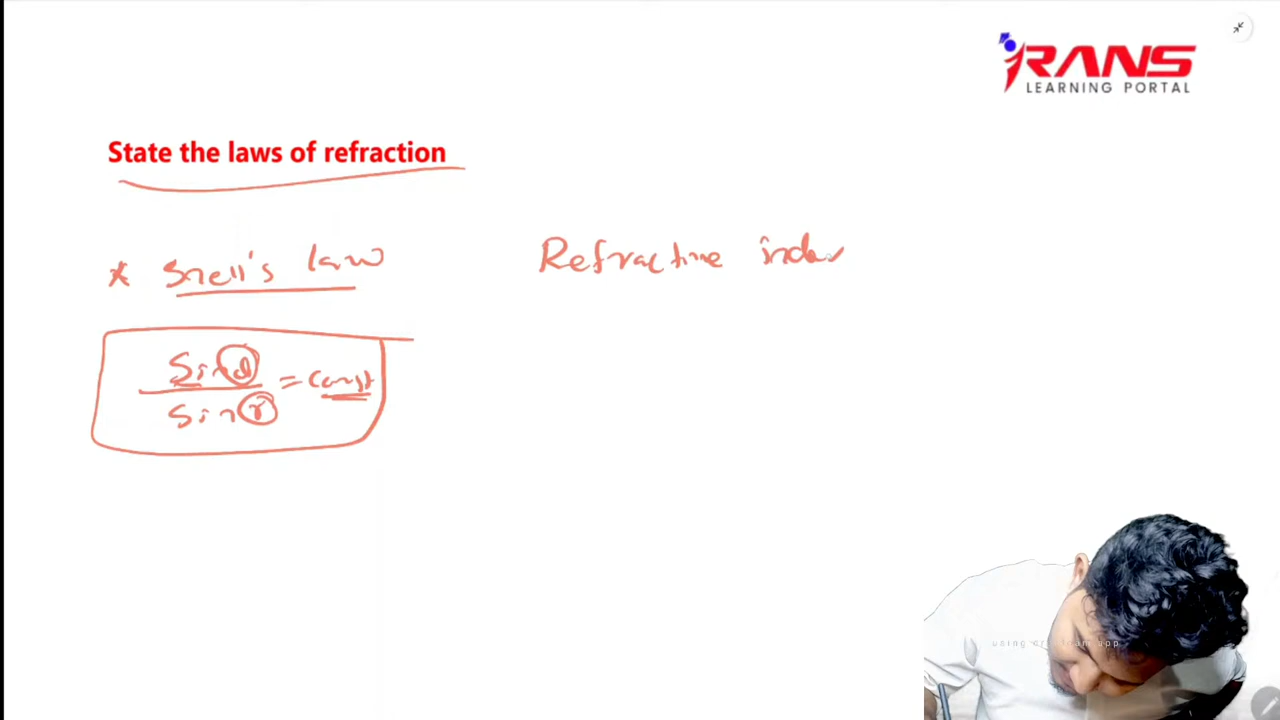 RANS
LEARNING PORTAL
State the laws of refraction
* Snell's law
Refractive index
Sin i
Sin r
= Const